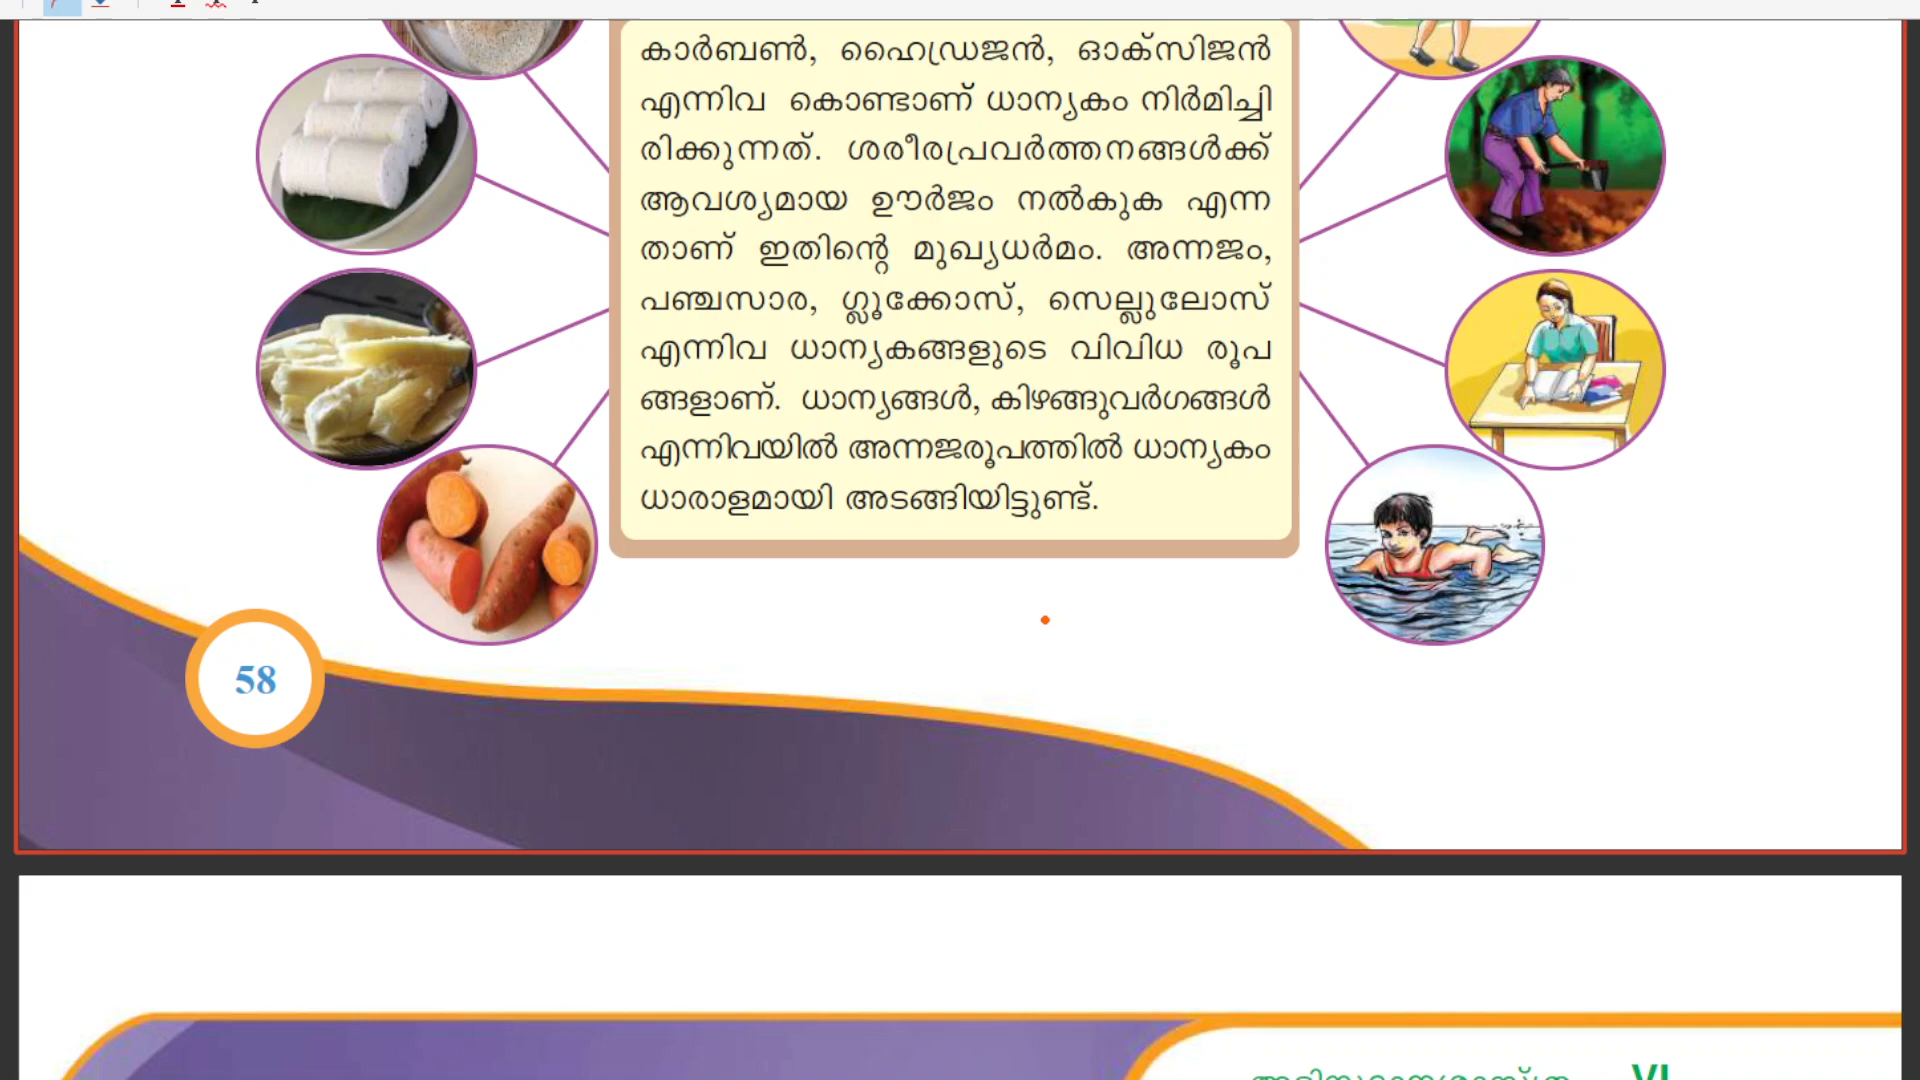 കാർബൺ, ഹൈഡ്രജൻ, ഓക്സിജൻ
എന്നിവ കൊണ്ടാണ് ധാന്യകം നിർമിച്ചി
രിക്കുന്നത്. ശരീരപ്രവർത്തനങ്ങൾക്ക്
ആവശ്യമായ ഊർജം നൽകുക എന്ന
താണ് ഇതിന്റെ മുഖ്യധർമം. അന്നജം,
പഞ്ചസാര, ഗ്ലൂക്കോസ്, സെല്ലുലോസ്
എന്നിവ ധാന്യകങ്ങളുടെ വിവിധ രൂപ
ങ്ങളാണ്. ധാന്യങ്ങൾ, കിഴങ്ങുവർഗങ്ങൾ
എന്നിവയിൽ അന്നജരൂപത്തിൽ ധാന്യകം
ധാരാളമായി അടങ്ങിയിട്ടുണ്ട്.
58
VI